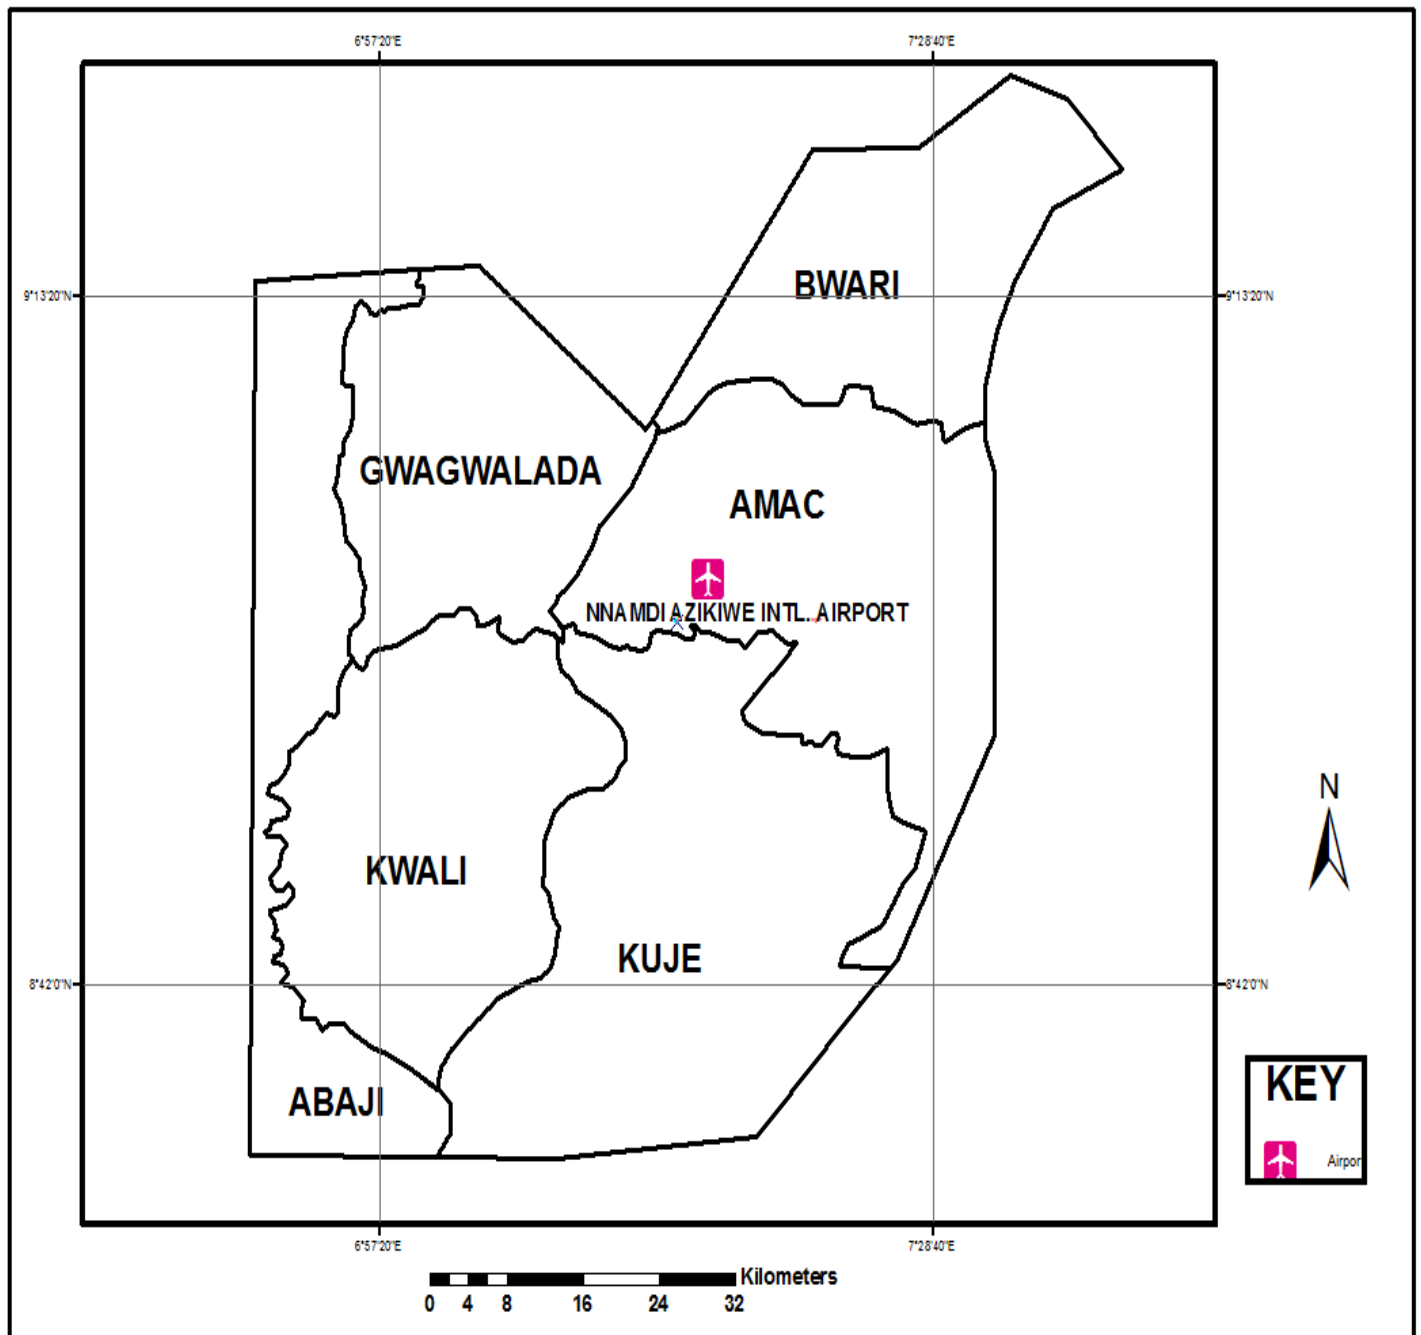 6°57'20"E 7°28'40"E
BWARI
9°13'20"N 9°13'20"N
GWAGWALADA
AMAC
NNAMDI AZIKIWE INTL. AIRPORT
N
KWALI
KUJE
8°42'0"N 8°42'0"N
KEY
ABAJI
Airpor
6°57'20"E 7°28'40"E
Kilometers
0 4 8 16 24 32